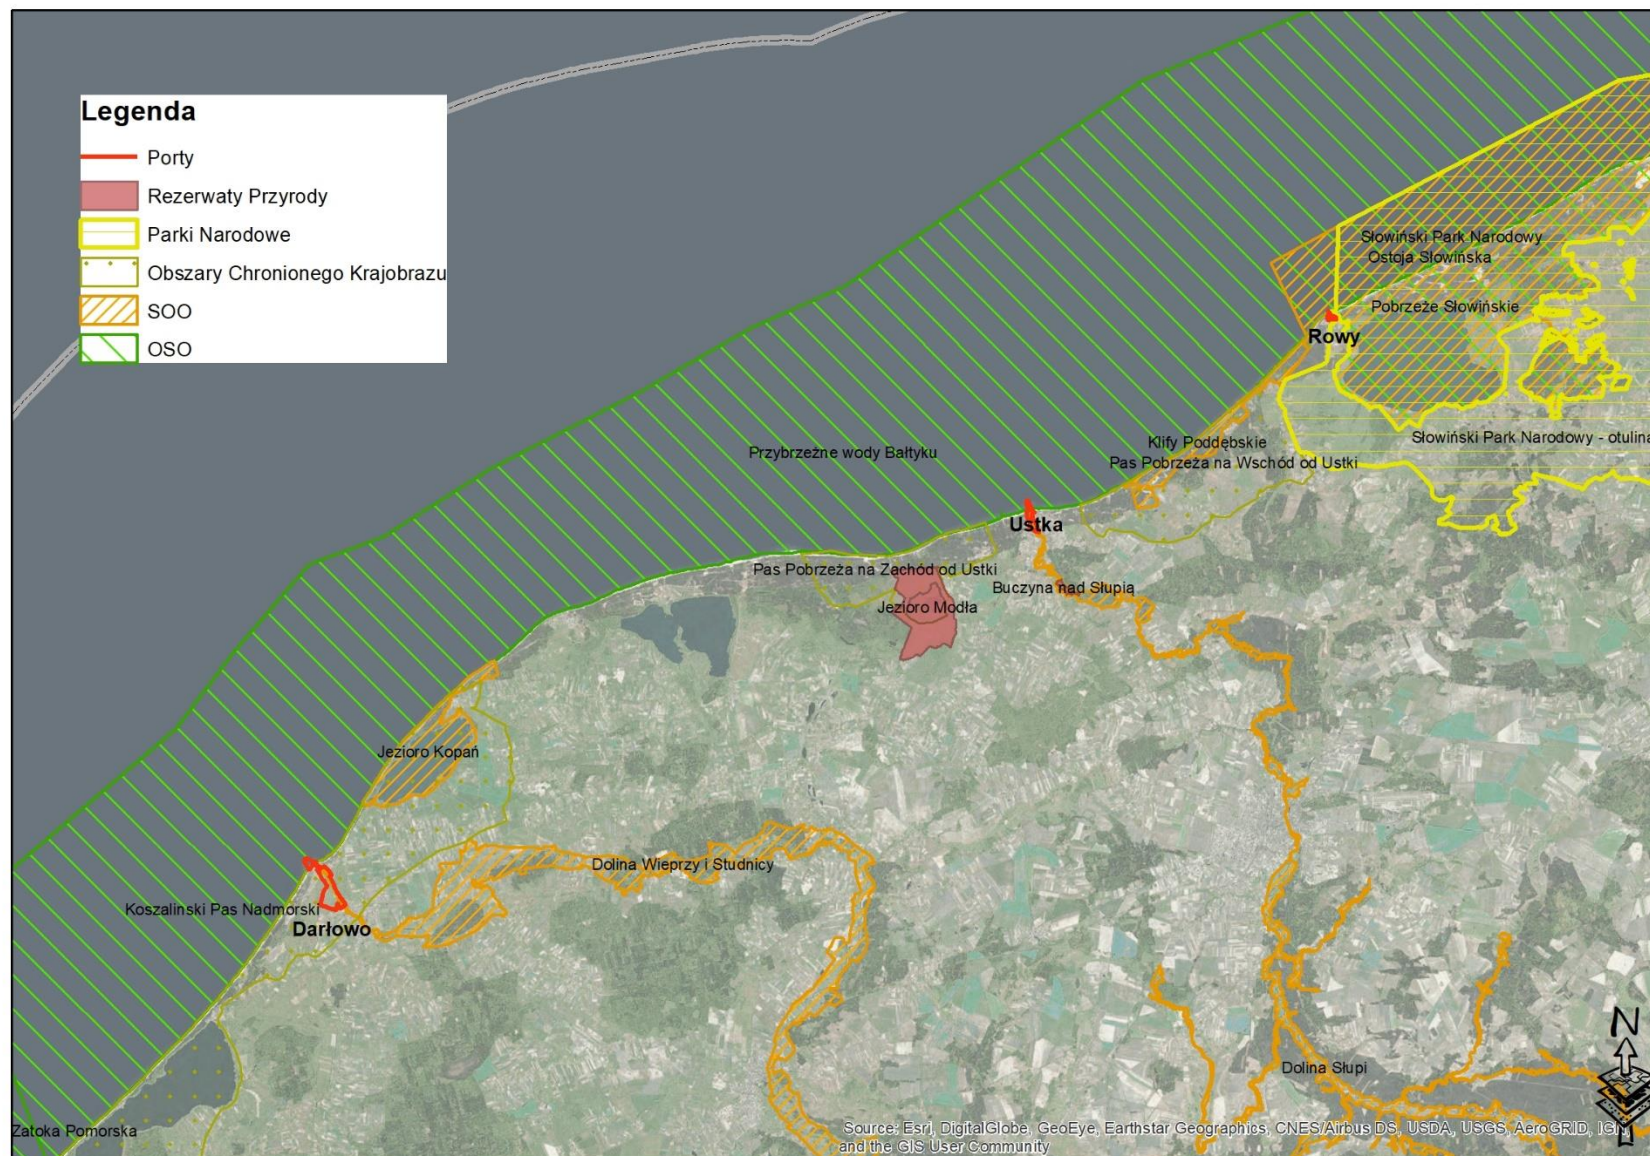 Legenda
Porty
Rezerwaty Przyrody
Parki Narodowe
Obszary Chronionego Krajobrazu
SOO
OSO
Słowiński Park Narodowy
Ostoja Słowińska
Pobrzeże Słowińskie
Rowy
Słowiński Park Narodowy - otulina
Klify Poddębskie
Przybrzeżne wody Bałtyku
Pas Pobrzeża na Wschód od Ustki
Ustka
Pas Pobrzeża na Zachód od Ustki
Buczyna nad Słupią
Jezioro Modła
Jezioro Kopań
Dolina Wieprzy i Studnicy
Koszalinski Pas Nadmorski
Darłowo
N
Dolina Słupi
Zatoka Pomorska
Source: Esri, DigitalGlobe, GeoEye, Earthstar Geographics, CNES/Airbus DS, USDA, USGS, AeroGRID, IGN,
and the GIS User Community